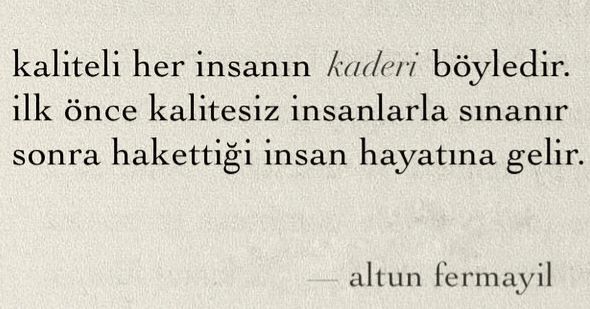 kaliteli her insanın kaderi böyledir.
ilk önce kalitesiz insanlarla sınanır
sonra hakettiği insan hayatına gelir.
— altun fermayil